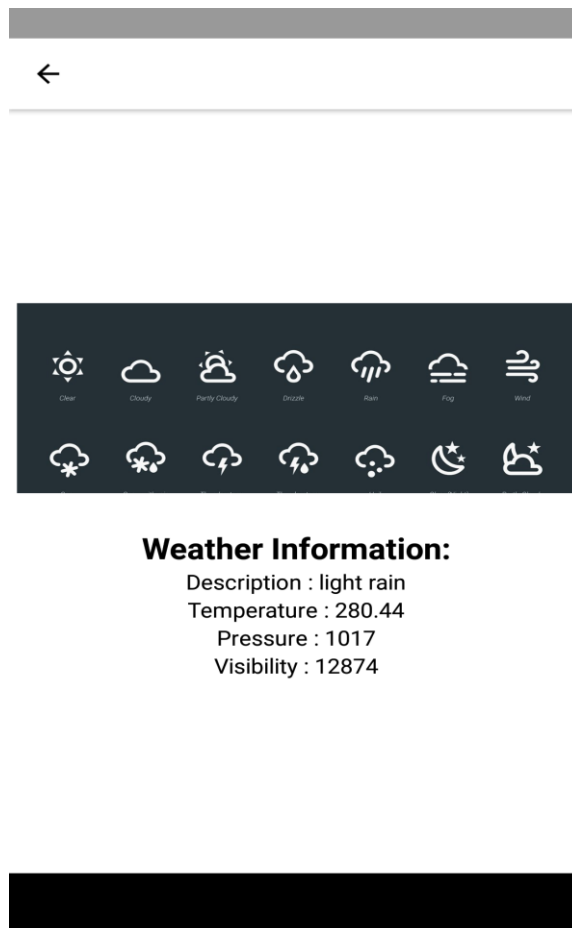 Clear Cloudy Partly Cloudy Drizzle Rain Fog Wind
Weather Information:
Description : light rain
Temperature : 280.44
Pressure : 1017
Visibility : 12874